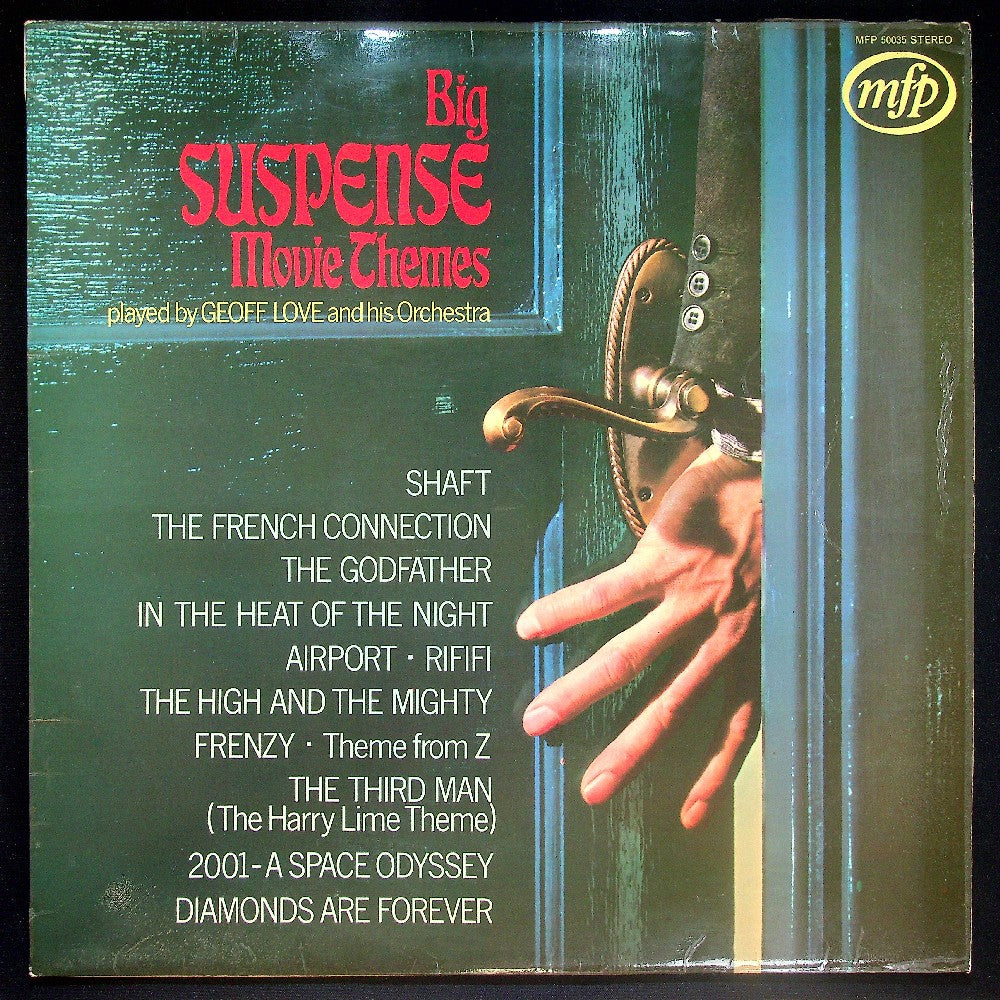 MFP 50035 STEREO
mfp
Big
SUSPENSE
Movie Themes
played by GEOFF LOVE and his Orchestra
SHAFT
THE FRENCH CONNECTION
THE GODFATHER
IN THE HEAT OF THE NIGHT
AIRPORT · RIFIFI
THE HIGH AND THE MIGHTY
FRENZY · Theme from Z
THE THIRD MAN
(The Harry Lime Theme)
2001-A SPACE ODYSSEY
DIAMONDS ARE FOREVER